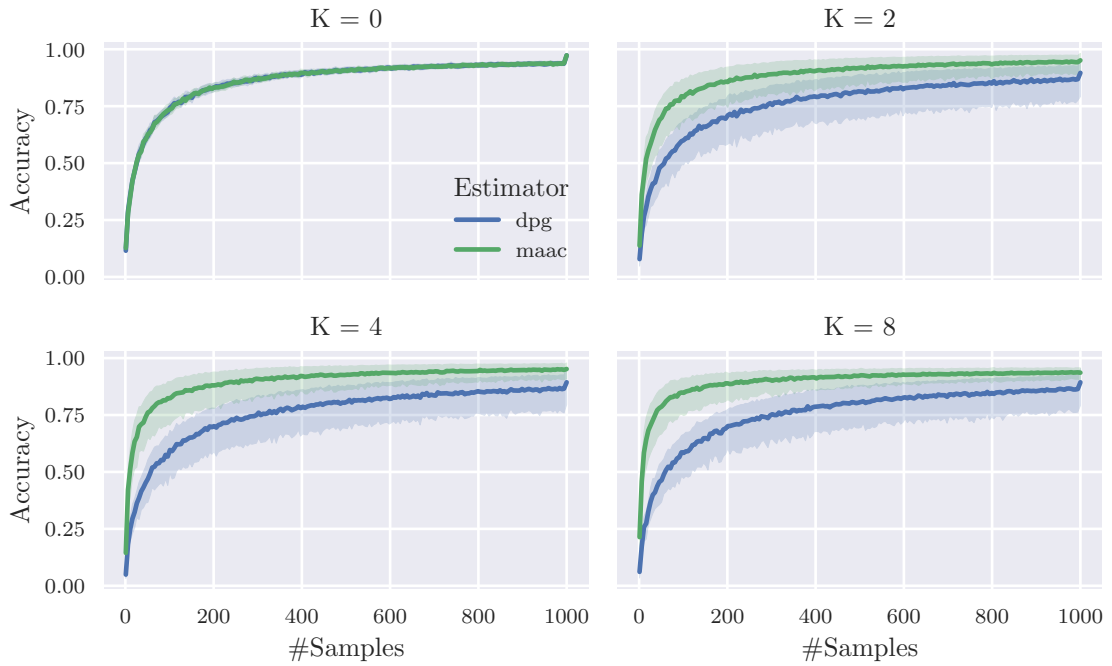 K = 0
K = 2
Accuracy
1.00
0.75
0.50
0.25
0.00
Estimator
dpg
maac
K = 4
K = 8
Accuracy
1.00
0.75
0.50
0.25
0.00
0 200 400 600 800 1000
0 200 400 600 800 1000
#Samples
#Samples